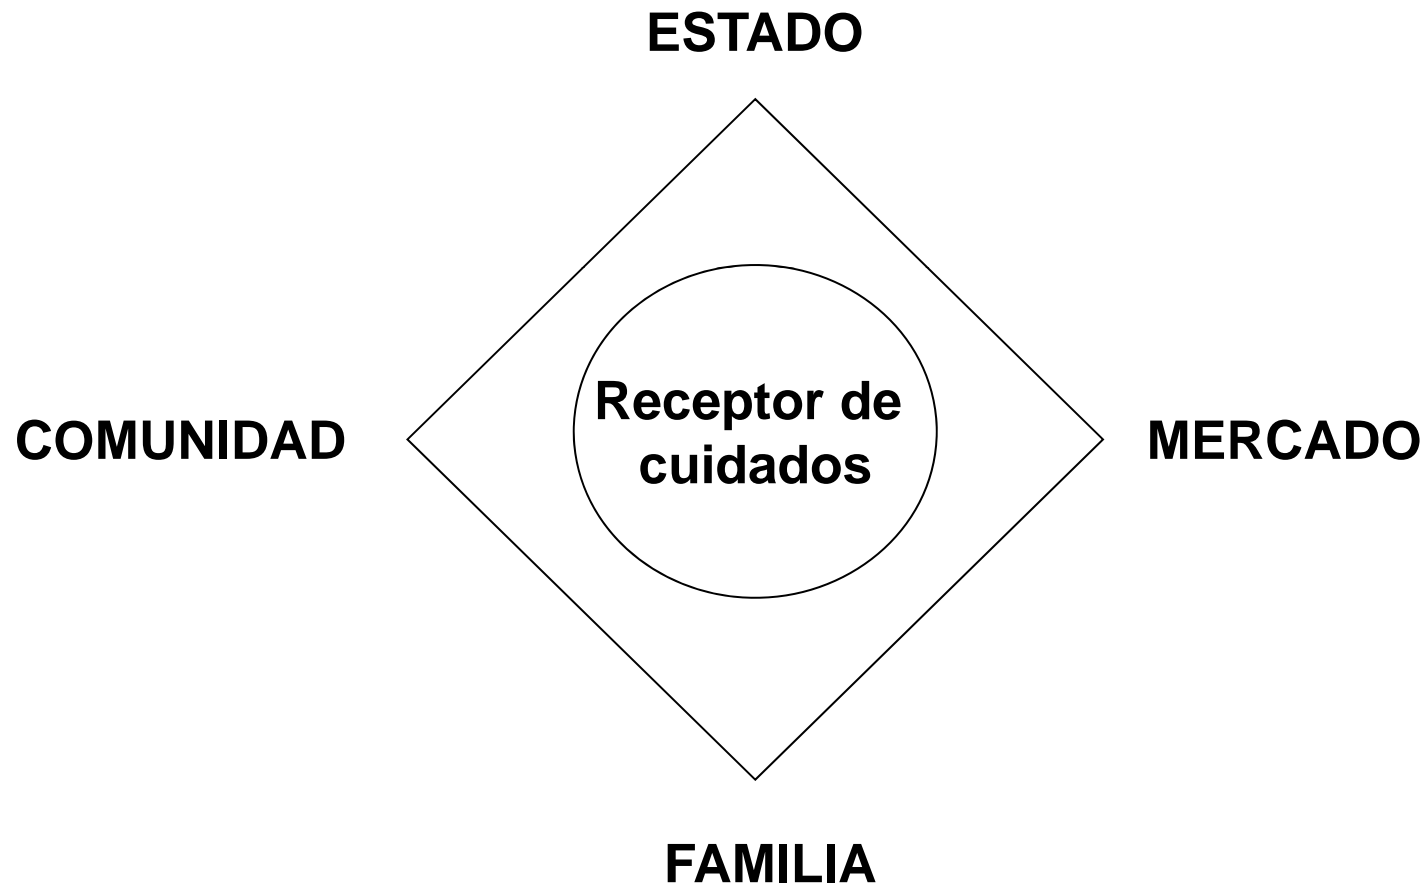 ESTADO
COMUNIDAD
Receptor de
cuidados
MERCADO
FAMILIA